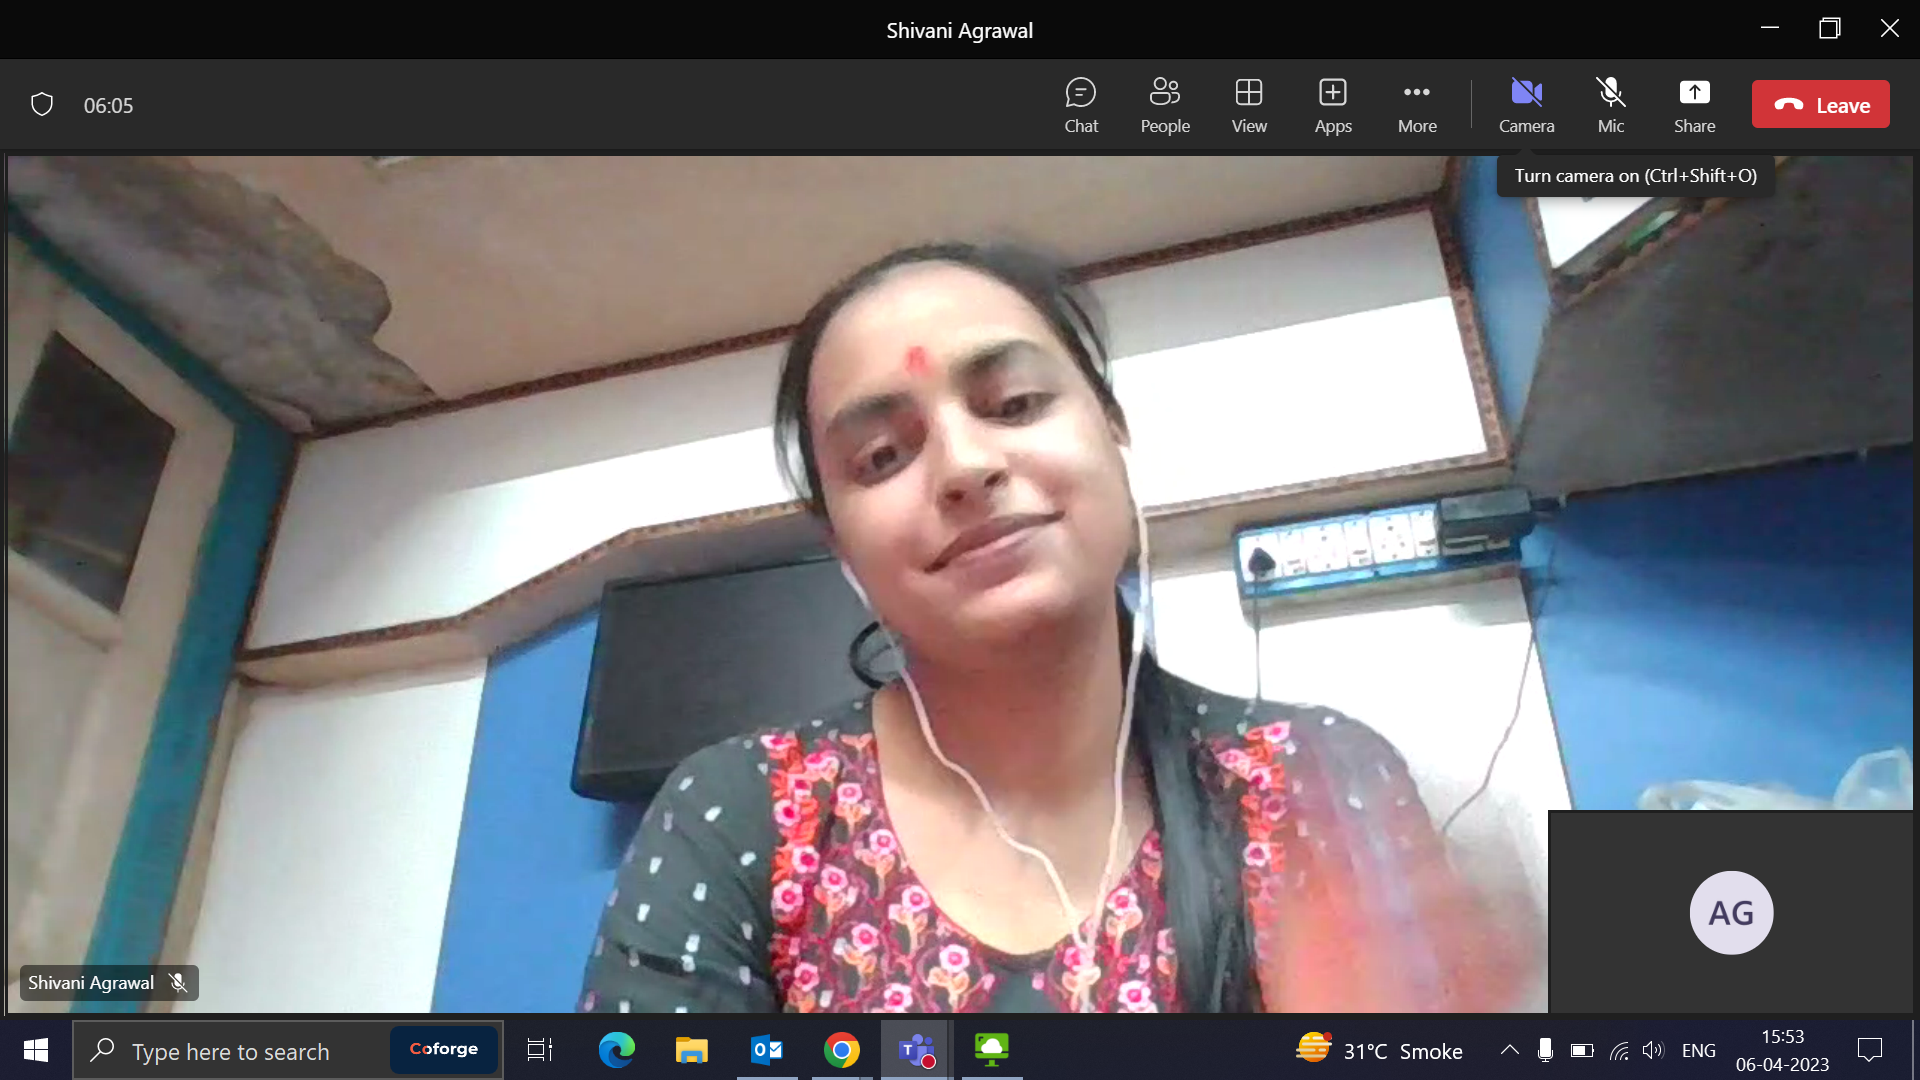 Shivani Agrawal
06:05
Chat
People
View
Apps
More
Camera
Mic
Share
Leave
Turn camera on (Ctrl+Shift+O)
AG
Shivani Agrawal
Type here to search
Coforge
31°C Smoke
ENG
15:53
06-04-2023